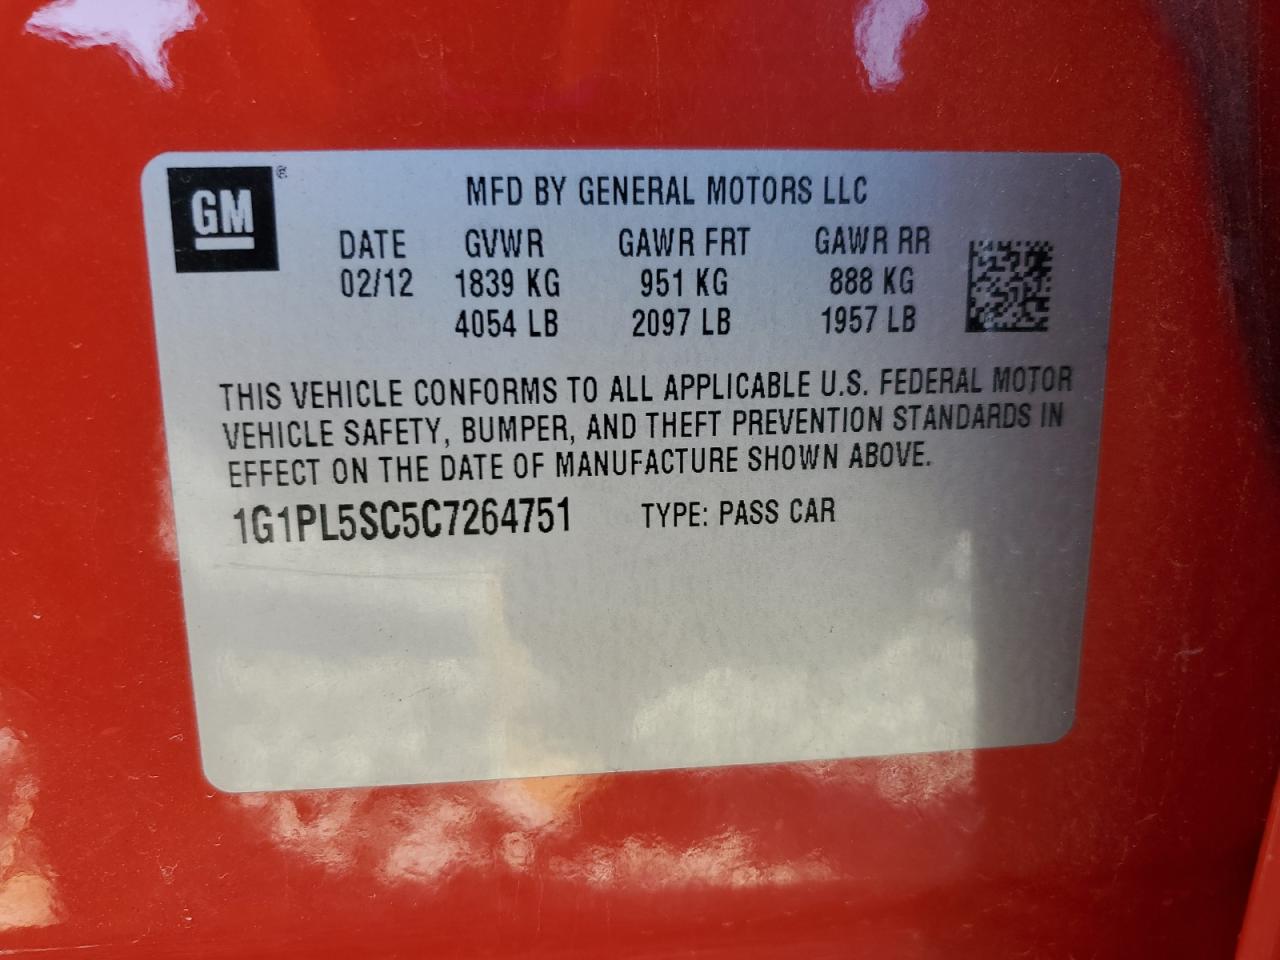 GM®
MFD BY GENERAL MOTORS LLC
DATE GVWR GAWR FRT GAWR RR
02/12 1839 KG 951 KG 888 KG
4054 LB 2097 LB 1957 LB
THIS VEHICLE CONFORMS TO ALL APPLICABLE U.S. FEDERAL MOTOR
VEHICLE SAFETY, BUMPER, AND THEFT PREVENTION STANDARDS IN
EFFECT ON THE DATE OF MANUFACTURE SHOWN ABOVE.
1G1PL5SC5C7264751 TYPE: PASS CAR